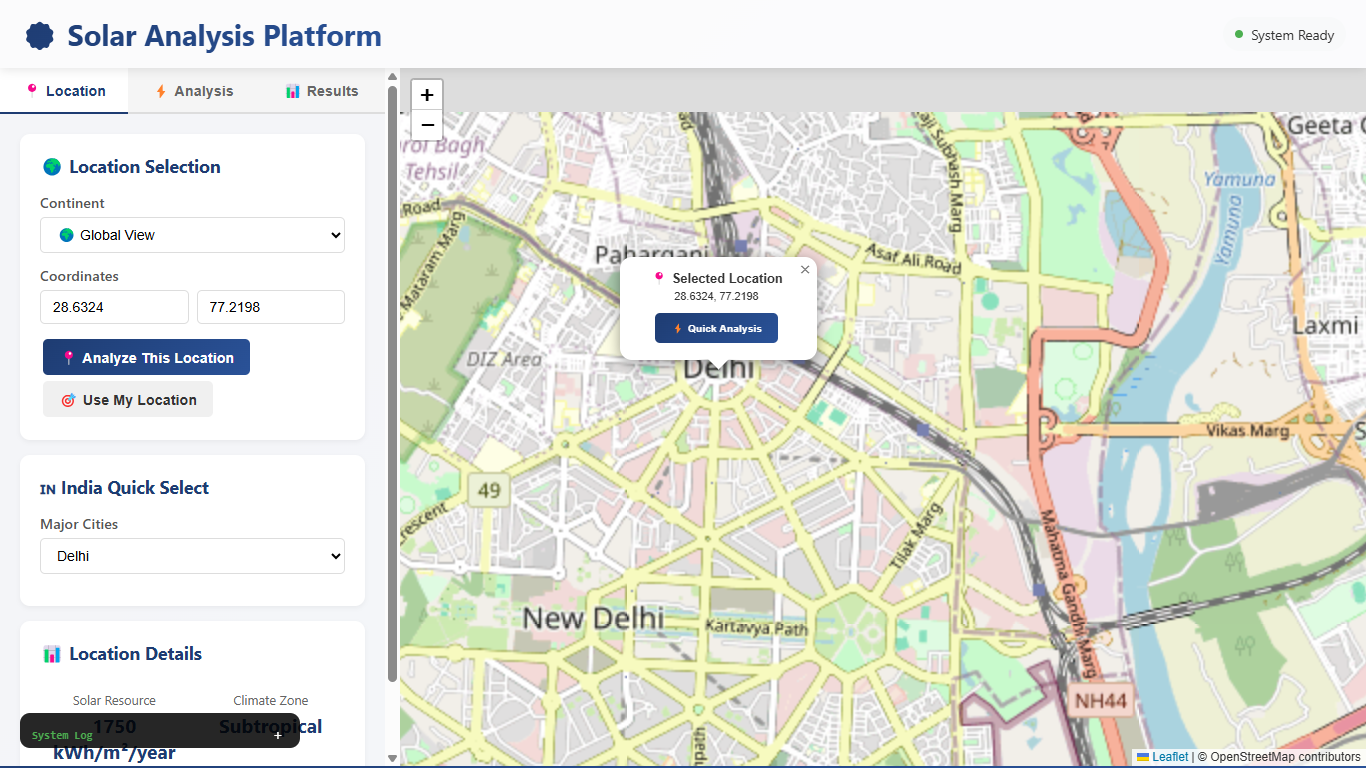 Solar Analysis Platform
System Ready
Location
Analysis
Results
Location Selection
Continent
Global View
Coordinates
28.6324
77.2198
Analyze This Location
Use My Location
IN India Quick Select
Major Cities
Delhi
Location Details
Solar Resource
Climate Zone
1750
Subtropical
kWh/m²/year
System Log
+
+
−
Tehsil
Road
Mataram Marg
Paharganj
Asaf Ali Road
Subhash Marg
Geeta C
Yamuna
Yamuna
Laxmi
×
Selected Location
28.6324, 77.2198
Quick Analysis
DIZ Area
Delhi
Vikas Marg
49
Tilak Marg
Mahatma Gandhi Marg
New Delhi
Kartavya Path
NH44
Leaflet | © OpenStreetMap contributors